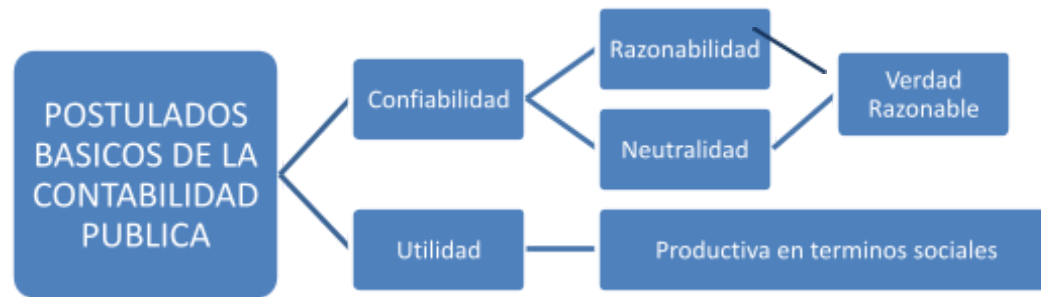 POSTULADOS
BASICOS DE LA
CONTABILIDAD
PUBLICA
Confiabilidad
Razonabilidad
Neutralidad
Verdad
Razonable
Utilidad
Productiva en terminos sociales